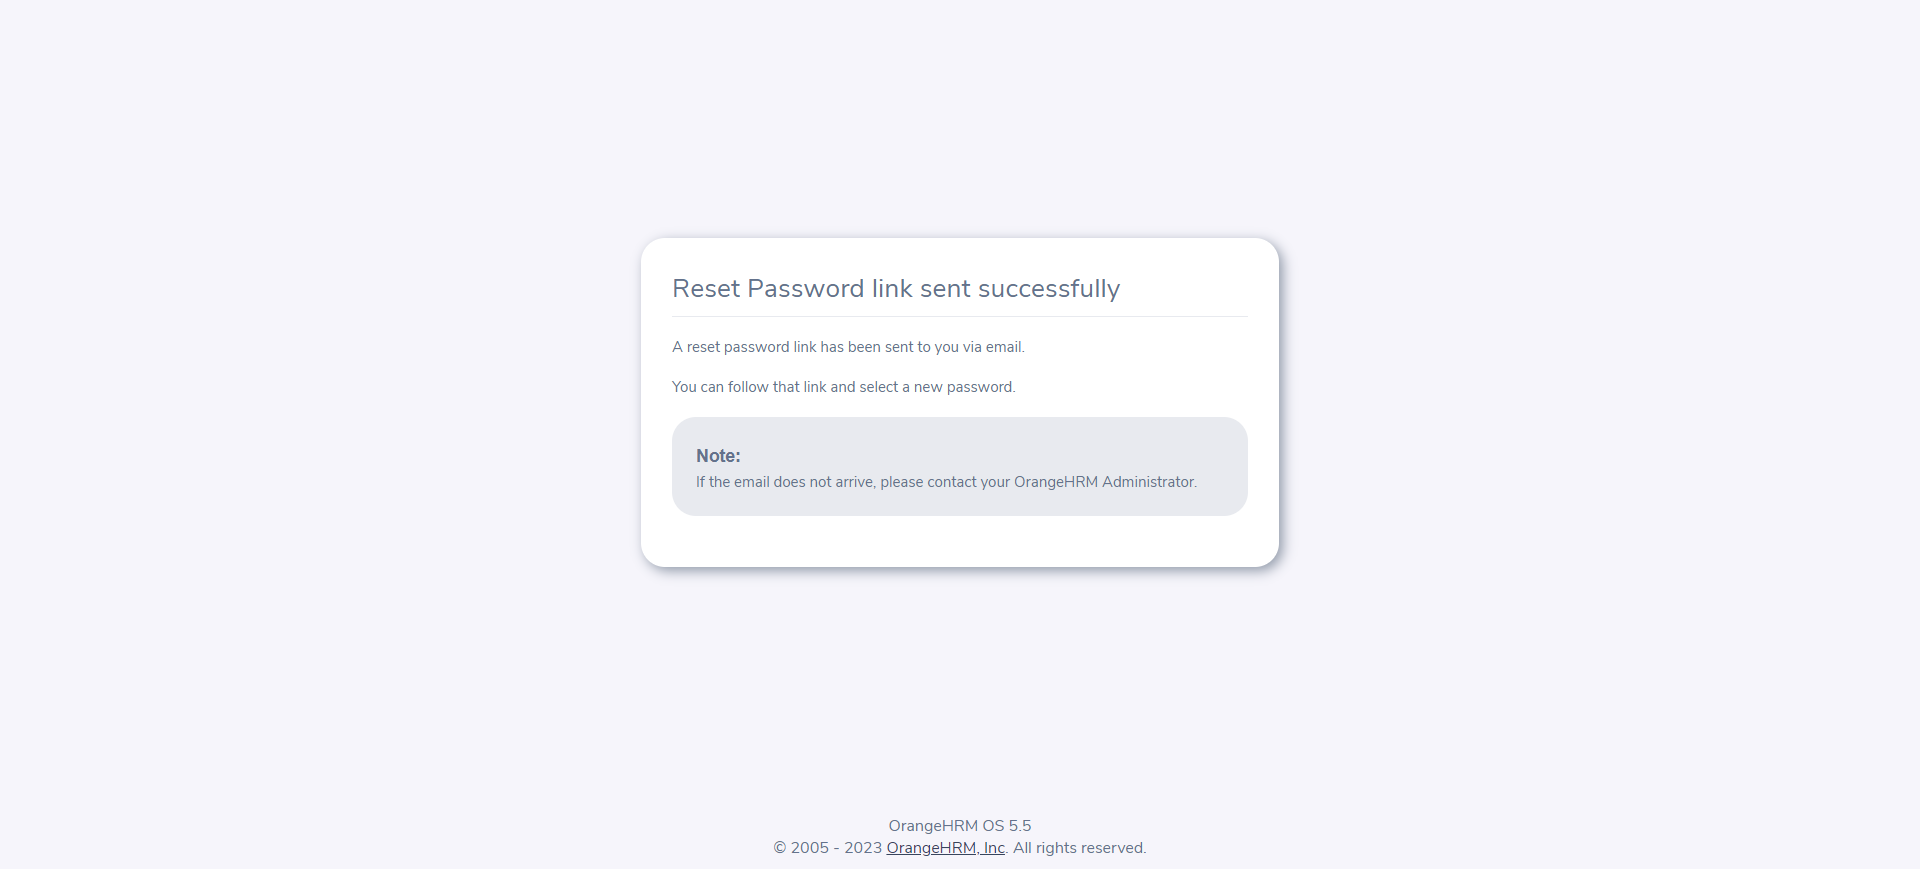 Reset Password link sent successfully
A reset password link has been sent to you via email.
You can follow that link and select a new password.
Note:
If the email does not arrive, please contact your OrangeHRM Administrator.
OrangeHRM OS 5.5
© 2005 - 2023 OrangeHRM, Inc. All rights reserved.